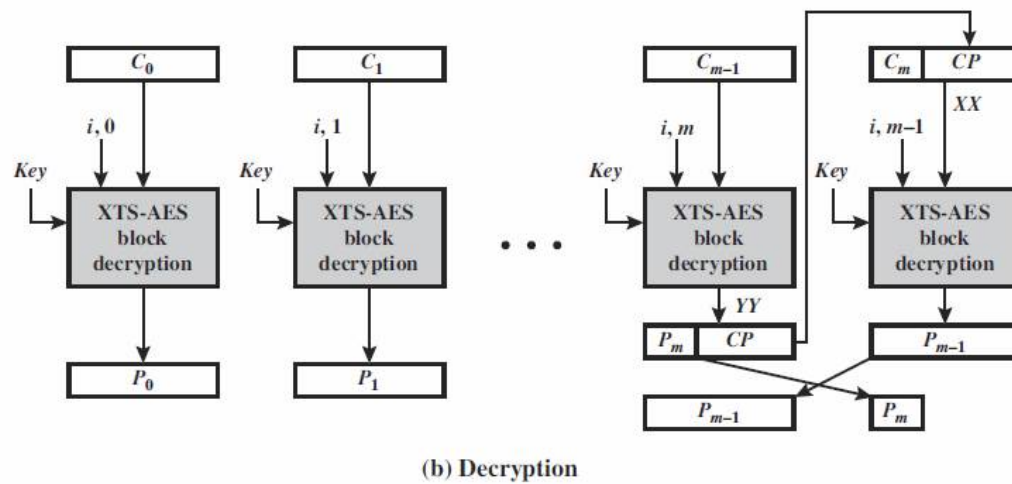 C0 C1 Cm–1 Cm CP
XX
i, 0 i, 1 i, m i, m–1
Key Key Key Key
XTS-AES XTS-AES XTS-AES XTS-AES
block block block block
decryption decryption • • • decryption decryption
YY
Pm CP Pm–1
P0 P1
Pm–1 Pm
(b) Decryption